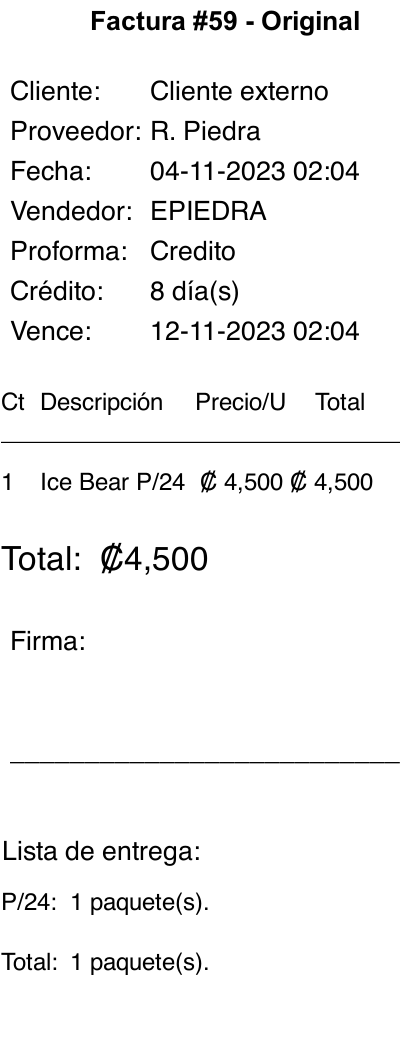 Factura #59 - Original
Cliente: Cliente externo
Proveedor: R. Piedra
Fecha: 04-11-2023 02:04
Vendedor: EPIEDRA
Proforma: Credito
Crédito: 8 día(s)
Vence: 12-11-2023 02:04
Ct Descripción Precio/U Total
1 Ice Bear P/24 ₡ 4,500 ₡ 4,500
Total: ₡4,500
Firma:
Lista de entrega:
P/24: 1 paquete(s).
Total: 1 paquete(s).